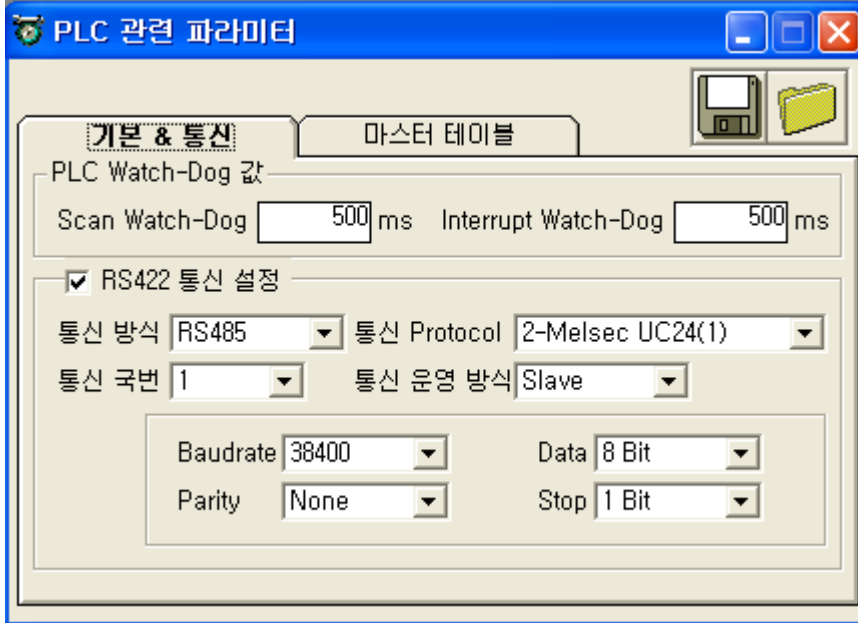 PLC 관련 파라미터
기본 & 통신 마스터 테이블
PLC Watch-Dog 값
Scan Watch-Dog 500 ms Interrupt Watch-Dog 500 ms
RS422 통신 설정
통신 방식 RS485 통신 Protocol 2-Melsec UC24(1)
통신 국번 1 통신 운영 방식 Slave
Baudrate 38400 Data 8 Bit
Parity None Stop 1 Bit